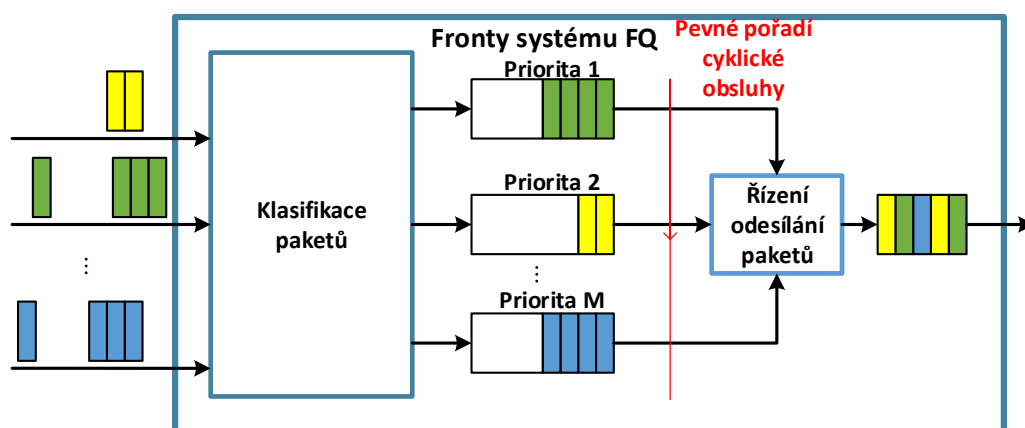 Fronty systému FQ
Pevné pořadí
cyklické
obsluhy
Priorita 1
Priorita 2
Klasifikace
paketů
Řízení
odesílání
paketů
...
...
Priorita M